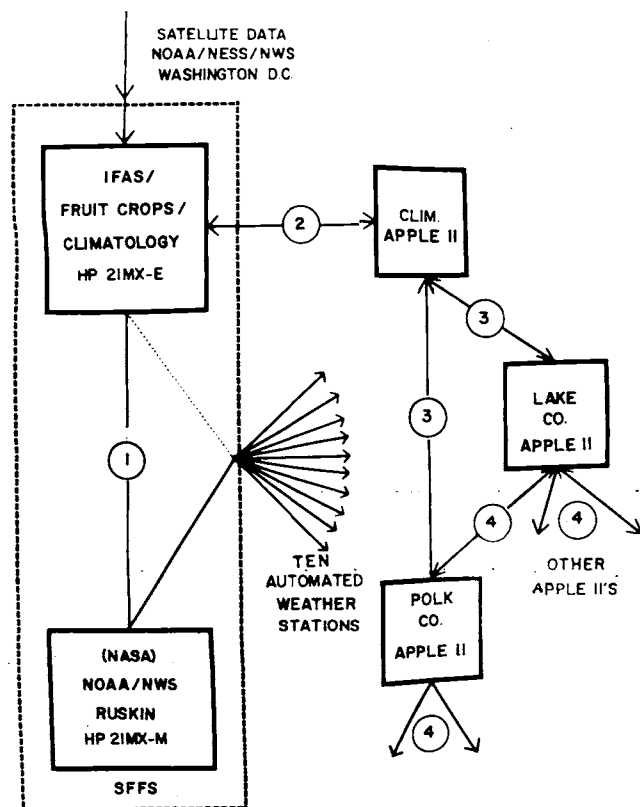 SATELLITE DATA
NOAA/NESS/NWS
WASHINGTON D.C.
IFAS/
FRUIT CROPS/
CLIMATOLOGY
HP 21MX-E
2
CLIM.
APPLE II
3
LAKE
CO.
APPLE II
3
1
4
4
TEN
AUTOMATED
WEATHER
STATIONS
OTHER
APPLE II'S
POLK
CO.
APPLE II
4
(NASA)
NOAA/NWS
RUSKIN
HP 21MX-M
SFFS